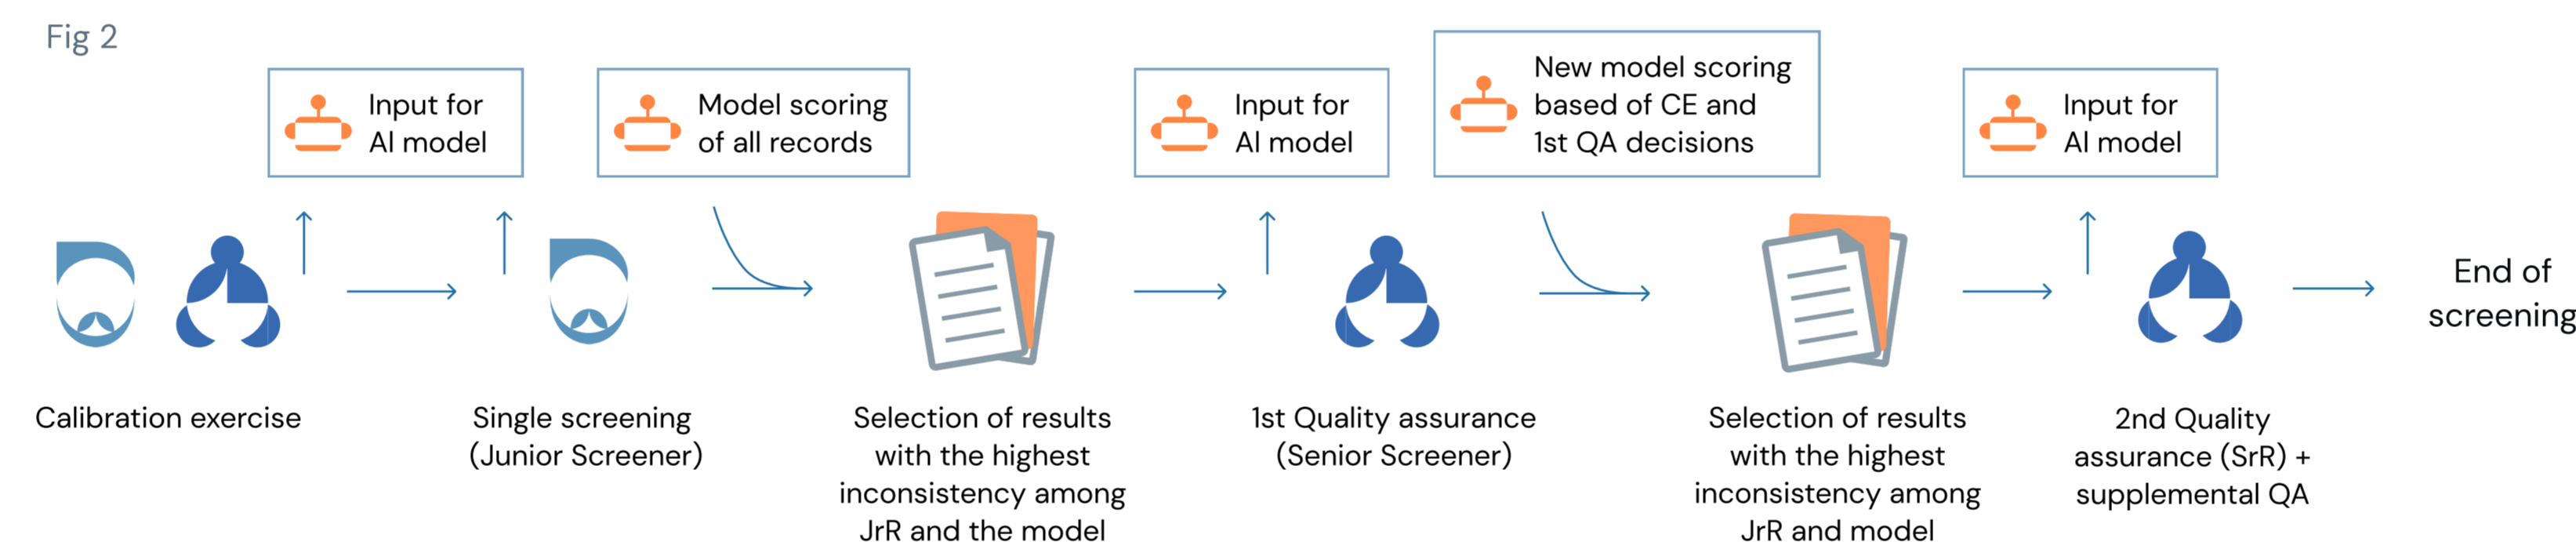 Fig 2
Input for
AI model
Model scoring
of all records
Input for
AI model
New model scoring
based of CE and
1st QA decisions
Input for
AI model
Calibration exercise
Single screening
(Junior Screener)
Selection of results
with the highest
inconsistency among
JrR and the model
1st Quality assurance
(Senior Screener)
Selection of results
with the highest
inconsistency among
JrR and model
2nd Quality
assurance (SrR) +
supplemental QA
End of
screening